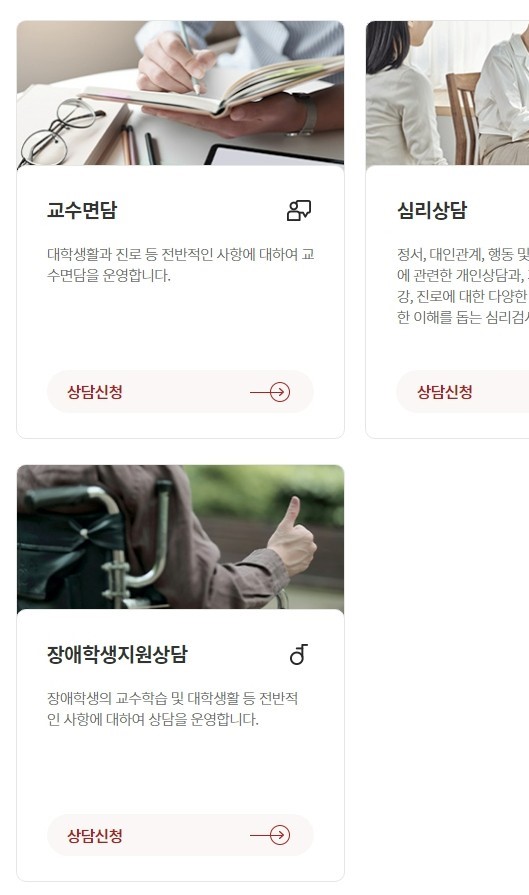 교수면담
대학생활과 진로 등 전반적인 사항에 대하여 교
수면담을 운영합니다.
상담신청
심리상담
정서, 대인관계, 행동 및
에 관련한 개인상담과,
강, 진로에 대한 다양한
한 이해를 돕는 심리검사
상담신청
장애학생지원상담
장애학생의 교수학습 및 대학생활 등 전반적
인 사항에 대하여 상담을 운영합니다.
상담신청